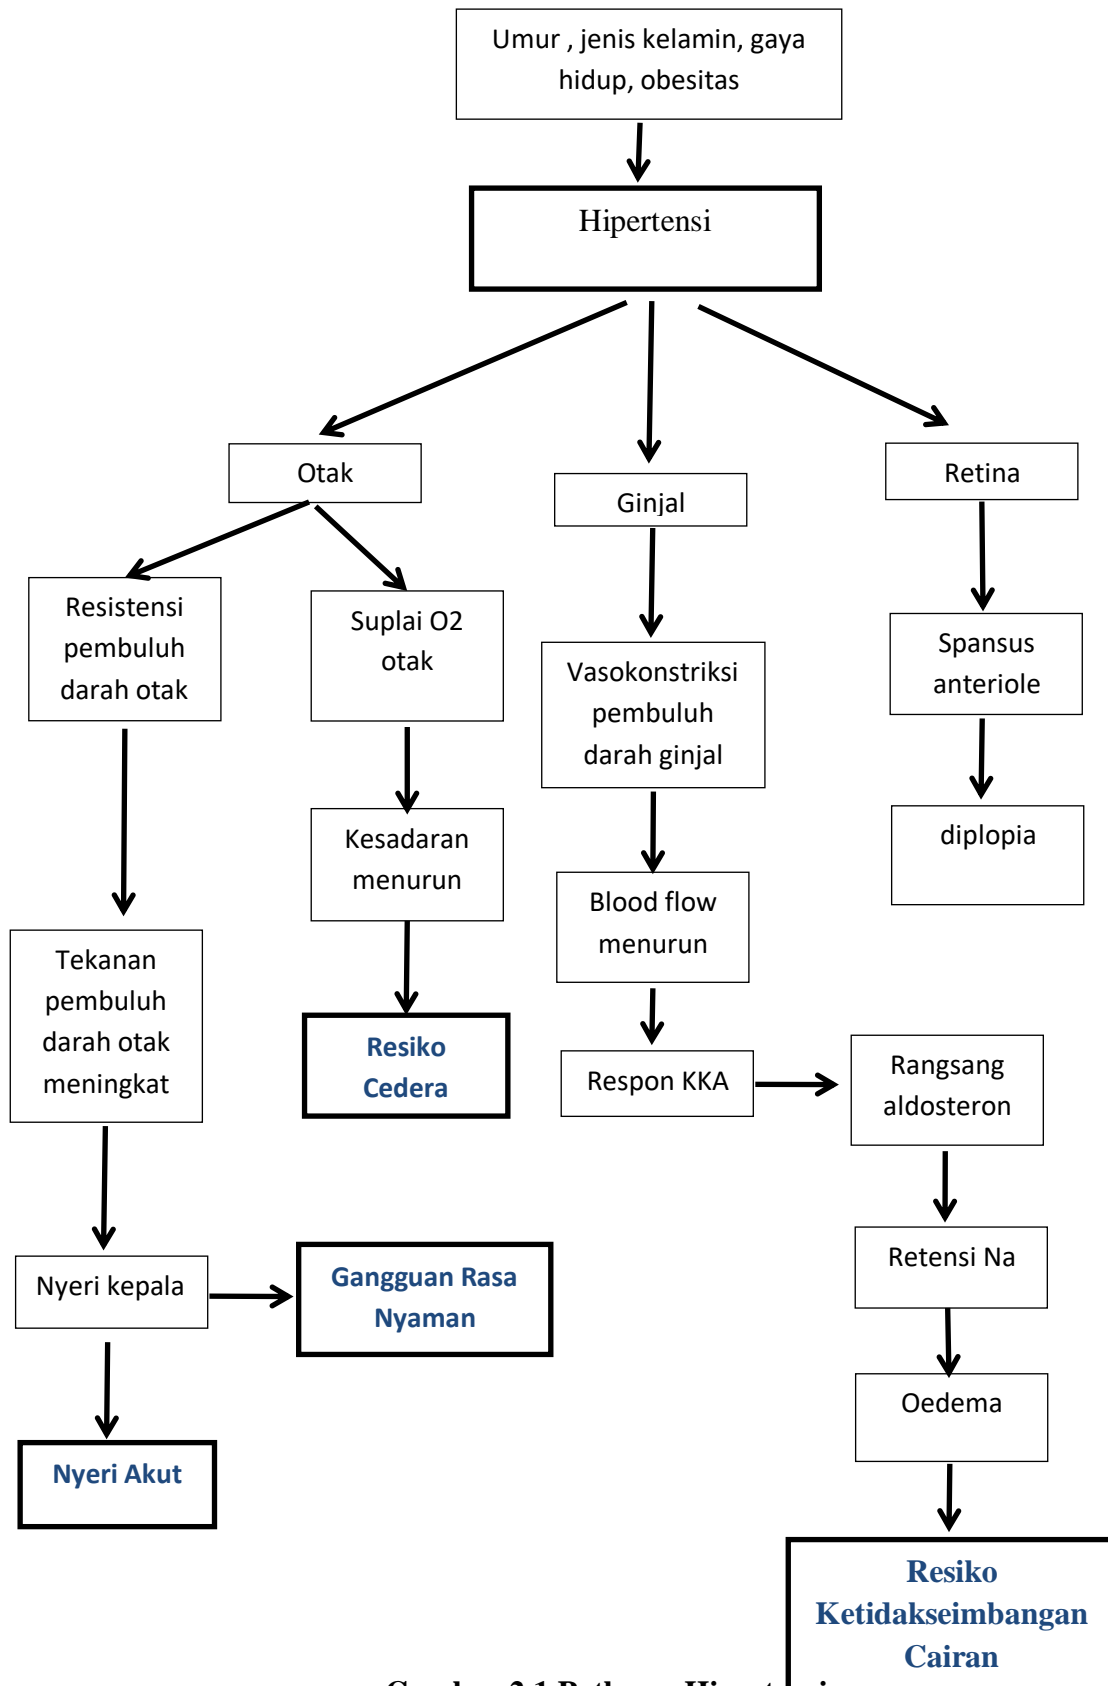 Umur , jenis kelamin, gaya
hidup, obesitas
Hipertensi
Otak
Ginjal
Retina
Resistensi
pembuluh
darah otak
Suplai O2
otak
Vasokonstriksi
pembuluh
darah ginjal
Spansus
anteriole
Kesadaran
menurun
diplopia
Blood flow
menurun
Tekanan
pembuluh
darah otak
meningkat
Resiko
Cedera
Respon KKA
Rangsang
aldosteron
Nyeri kepala
Gangguan Rasa
Nyaman
Retensi Na
Oedema
Nyeri Akut
Resiko
Ketidakseimbangan
Cairan
2.1